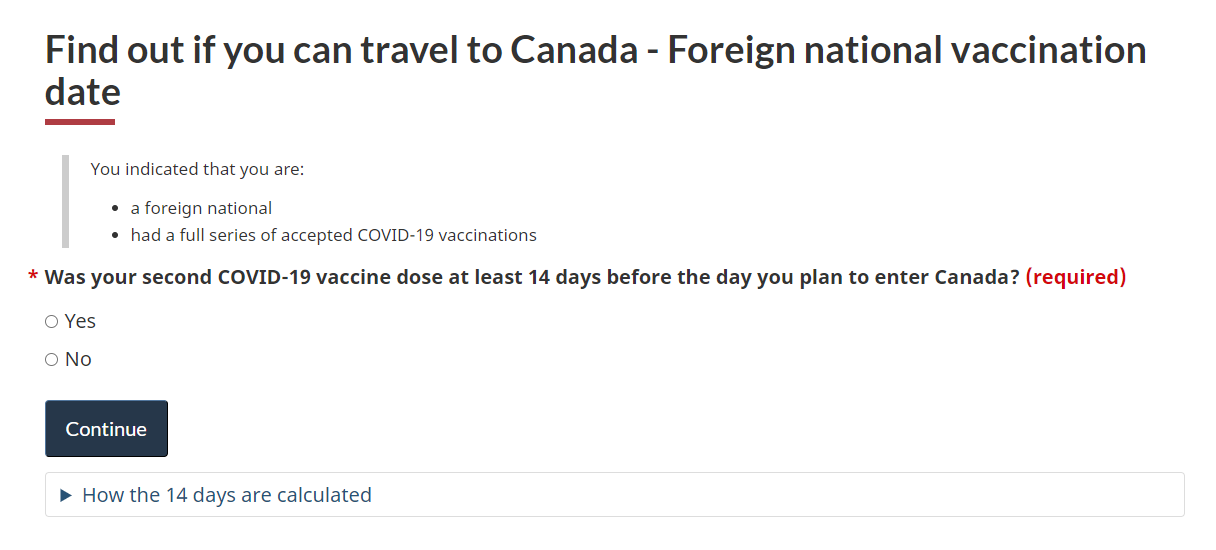 Find out if you can travel to Canada - Foreign national vaccination
date
You indicated that you are:
• a foreign national
• had a full series of accepted COVID-19 vaccinations
* Was your second COVID-19 vaccine dose at least 14 days before the day you plan to enter Canada? (required)
Yes
No
Continue
How the 14 days are calculated